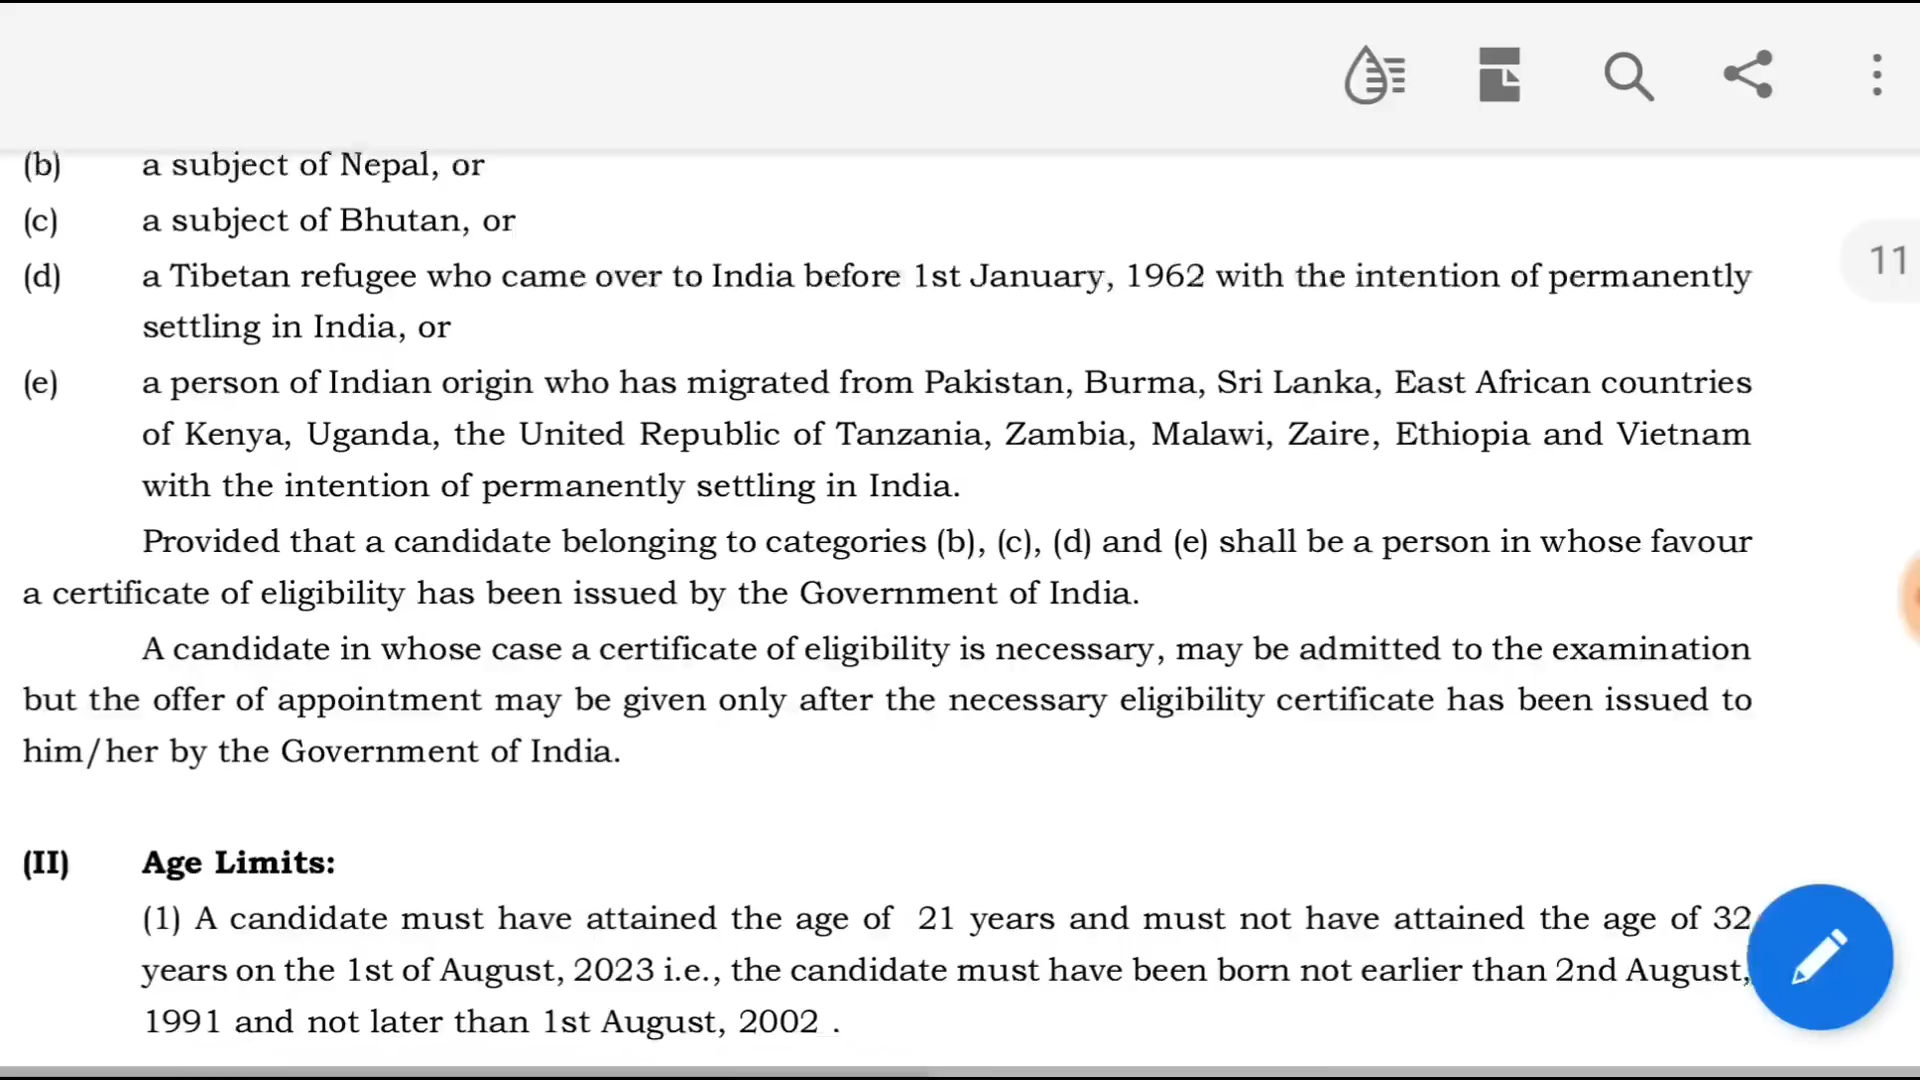 11
(b) a subject of Nepal, or
(c) a subject of Bhutan, or
(d) a Tibetan refugee who came over to India before 1st January, 1962 with the intention of permanently
settling in India, or
(e) a person of Indian origin who has migrated from Pakistan, Burma, Sri Lanka, East African countries
of Kenya, Uganda, the United Republic of Tanzania, Zambia, Malawi, Zaire, Ethiopia and Vietnam
with the intention of permanently settling in India.
Provided that a candidate belonging to categories (b), (c), (d) and (e) shall be a person in whose favour
a certificate of eligibility has been issued by the Government of India.
A candidate in whose case a certificate of eligibility is necessary, may be admitted to the examination
but the offer of appointment may be given only after the necessary eligibility certificate has been issued to
him/her by the Government of India.
(II) Age Limits:
(1) A candidate must have attained the age of 21 years and must not have attained the age of 32
years on the 1st of August, 2023 i.e., the candidate must have been born not earlier than 2nd August,
1991 and not later than 1st August, 2002 .